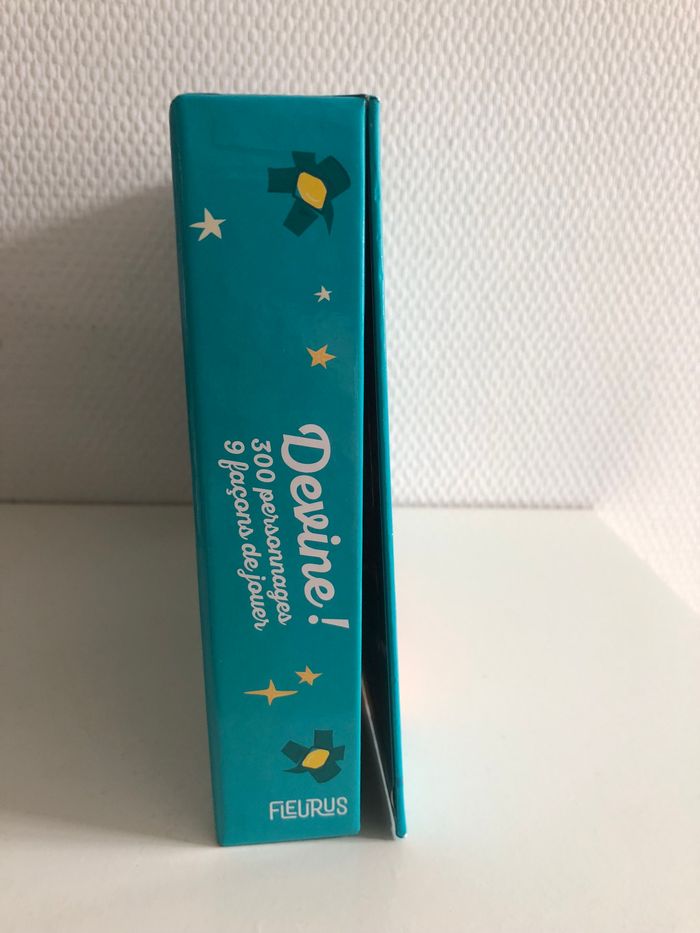 Devine !
300 personnages
9 façons de jouer
FLEURUS